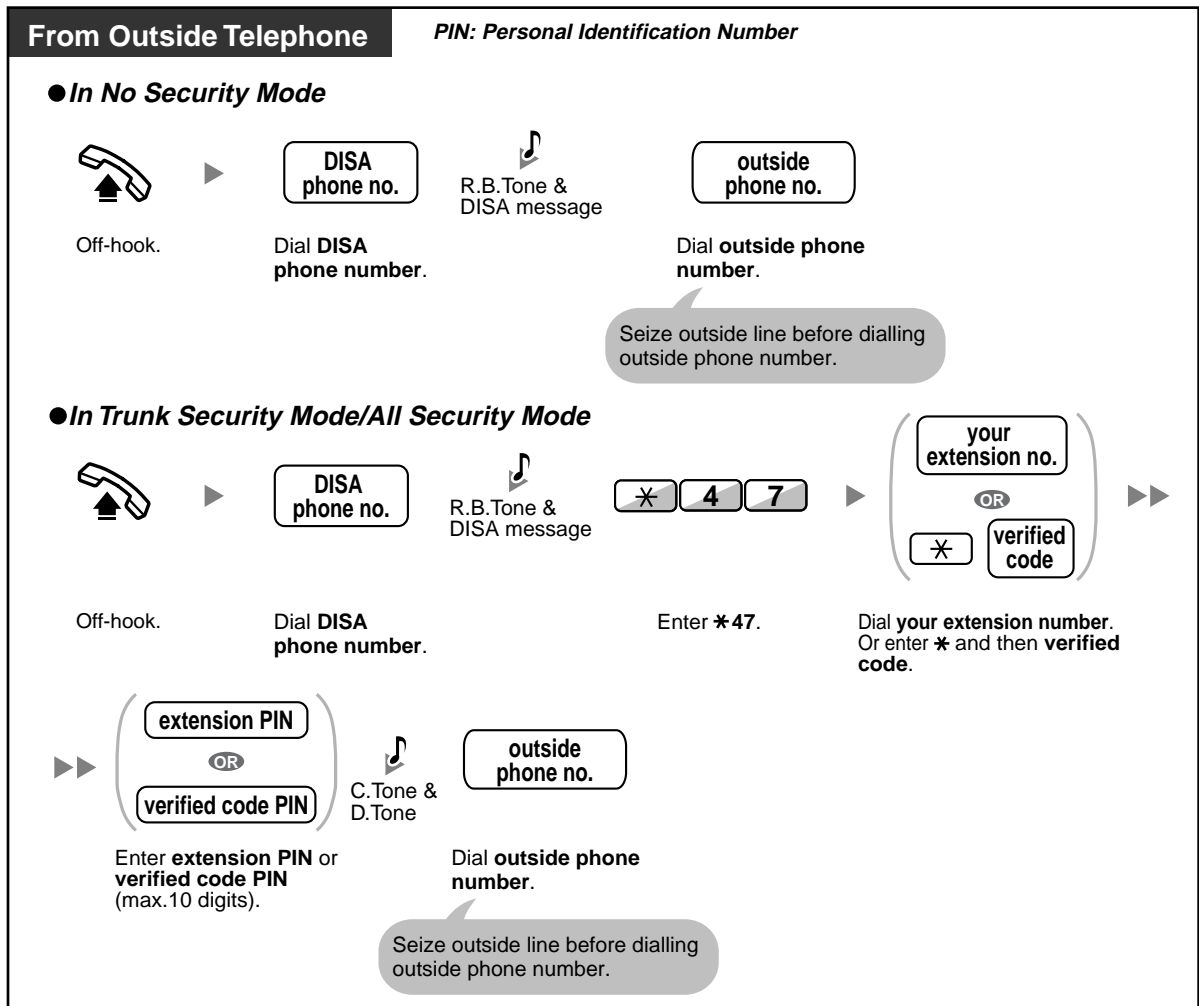 From Outside Telephone
PIN: Personal Identification Number
●In No Security Mode
DISA
phone no.
R.B.Tone &
DISA message
outside
phone no.
Off-hook.
Dial DISA
phone number.
Dial outside phone
number.
Seize outside line before dialling
outside phone number.
●In Trunk Security Mode/All Security Mode
DISA
phone no.
R.B.Tone &
DISA message
* 4 7
your
extension no.
OR
* verified
code
Off-hook.
Dial DISA
phone number.
Enter *47.
Dial your extension number.
Or enter * and then verified
code.
extension PIN
OR
verified code PIN
C.Tone &
D.Tone
outside
phone no.
Enter extension PIN or
verified code PIN
(max.10 digits).
Dial outside phone
number.
Seize outside line before dialling
outside phone number.